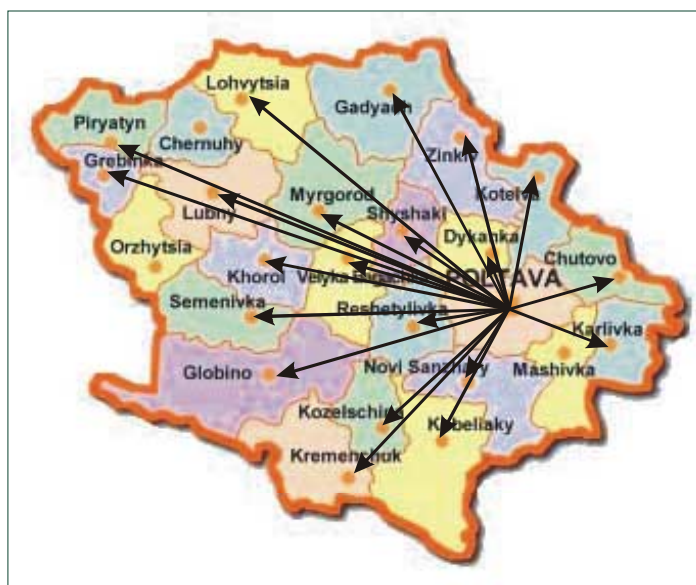 Lohvytsia
Gadyach
Piryatyn
Chernuhy
Zinkiv
Grebinka
Kotelva
Lubny
Myrgorod
Shyshaki
Dykanka
Orzhytsia
Chutovo
Khorol
Velyka
POLTAVA
Semenivka
Reshetylivka
Karlivka
Globino
Novi Sanzhary
Mashivka
Kozelschina
Kobeliaky
Kremenchuk